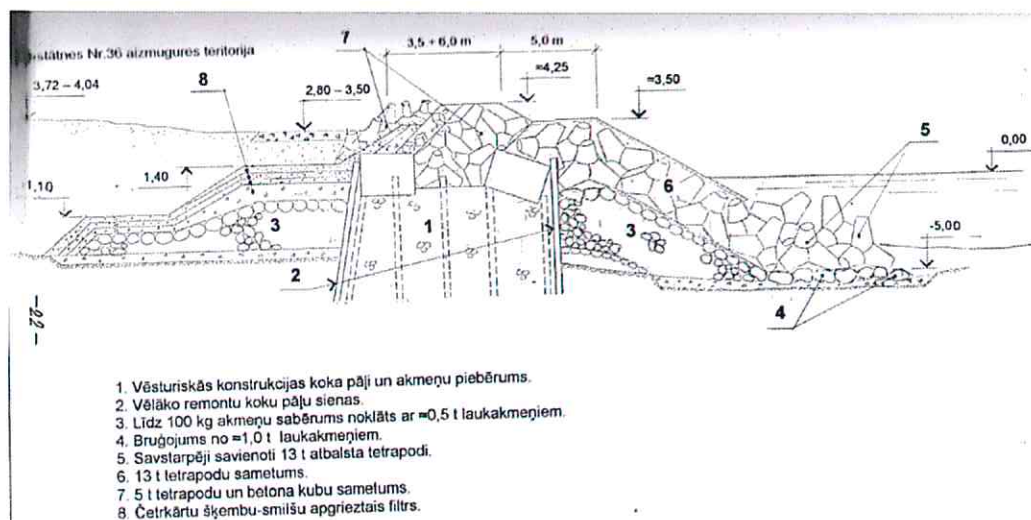 Nr.36 aizmugures teritorija
7
3,5 ÷ 6,0 m
5,0 m
≈4,25
≈3,50
3,72 – 4,04
8
2,80 – 3,50
5
0,00
1,10
1,40
6
3
1
3
-5,00
2
4
-22-
1. Vēsturiskās konstrukcijas koka pāļi un akmeņu piebērums.
2. Vēlāko remontu koku pāļu sienas.
3. Līdz 100 kg akmeņu sabērums noklāts ar ≈0,5 t laukakmeņiem.
4. Bruģojums no ≈1,0 t laukakmeņiem.
5. Savstarpēji savienoti 13 t atbalsta tetrapodi.
6. 13 t tetrapodu sametums.
7. 5 t tetrapodu un betona kubu sametums.
8. Četrkārtu šķembu-smilšu apgrieztais filtrs.